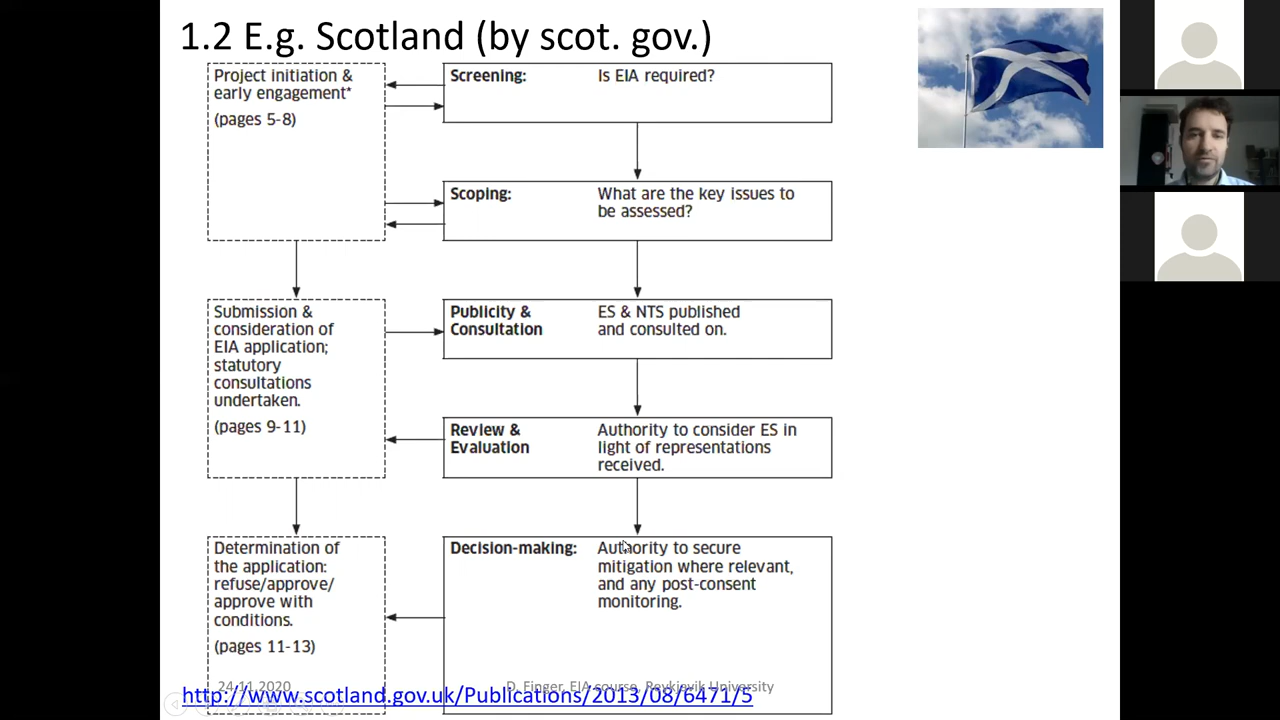 1.2 E.g. Scotland (by scot. gov.)
Project initiation &
early engagement*
(pages 5-8)
Screening: Is EIA required?
Scoping: What are the key issues to
be assessed?
Submission &
consideration of
EIA application;
statutory
consultations
undertaken.
(pages 9-11)
Publicity & ES & NTS published
Consultation and consulted on.
Review & Authority to consider ES in
Evaluation light of representations
received.
Determination of
the application:
refuse/approve/
approve with
conditions.
(pages 11-13)
Decision-making: Authority to secure
mitigation where relevant,
and any post-consent
monitoring.
24.11.2020 D. Finger, EIA course, Reykjevik University
http://www.scotland.gov.uk/Publications/2013/08/6471/5